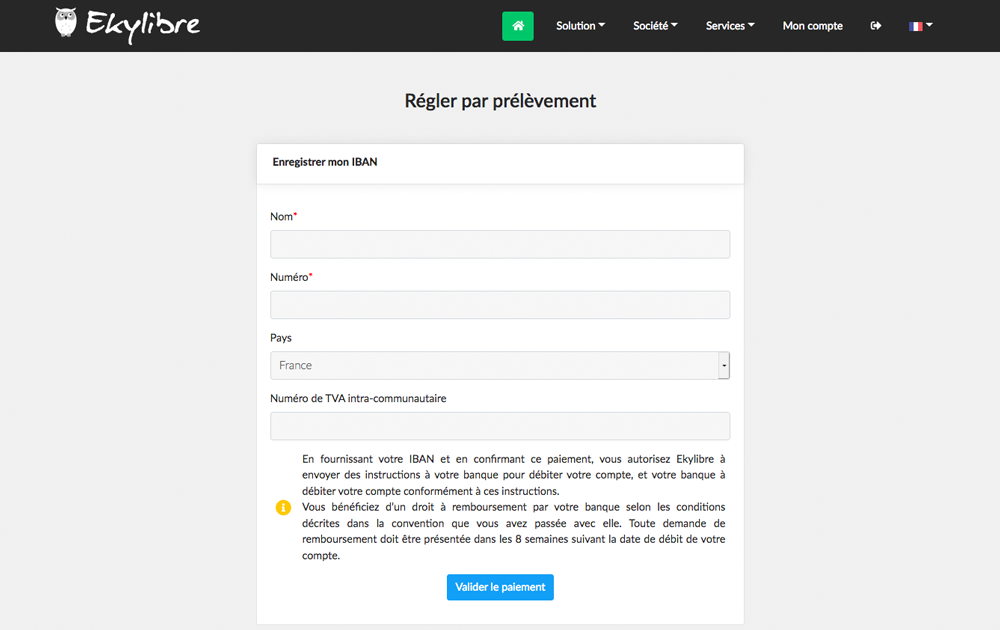 Ekylibre
Solution Société Services Mon compte
Régler par prélèvement
Enregistrer mon IBAN
Nom*
Numéro*
Pays
France
Numéro de TVA intra-communautaire
En fournissant votre IBAN et en confirmant ce paiement, vous autorisez Ekylibre à
envoyer des instructions à votre banque pour débiter votre compte, et votre banque à
débiter votre compte conformément à ces instructions.
Vous bénéficiez d'un droit à remboursement par votre banque selon les conditions
décrites dans la convention que vous avez passée avec elle. Toute demande de
remboursement doit être présentée dans les 8 semaines suivant la date de débit de votre
compte.
Valider le paiement